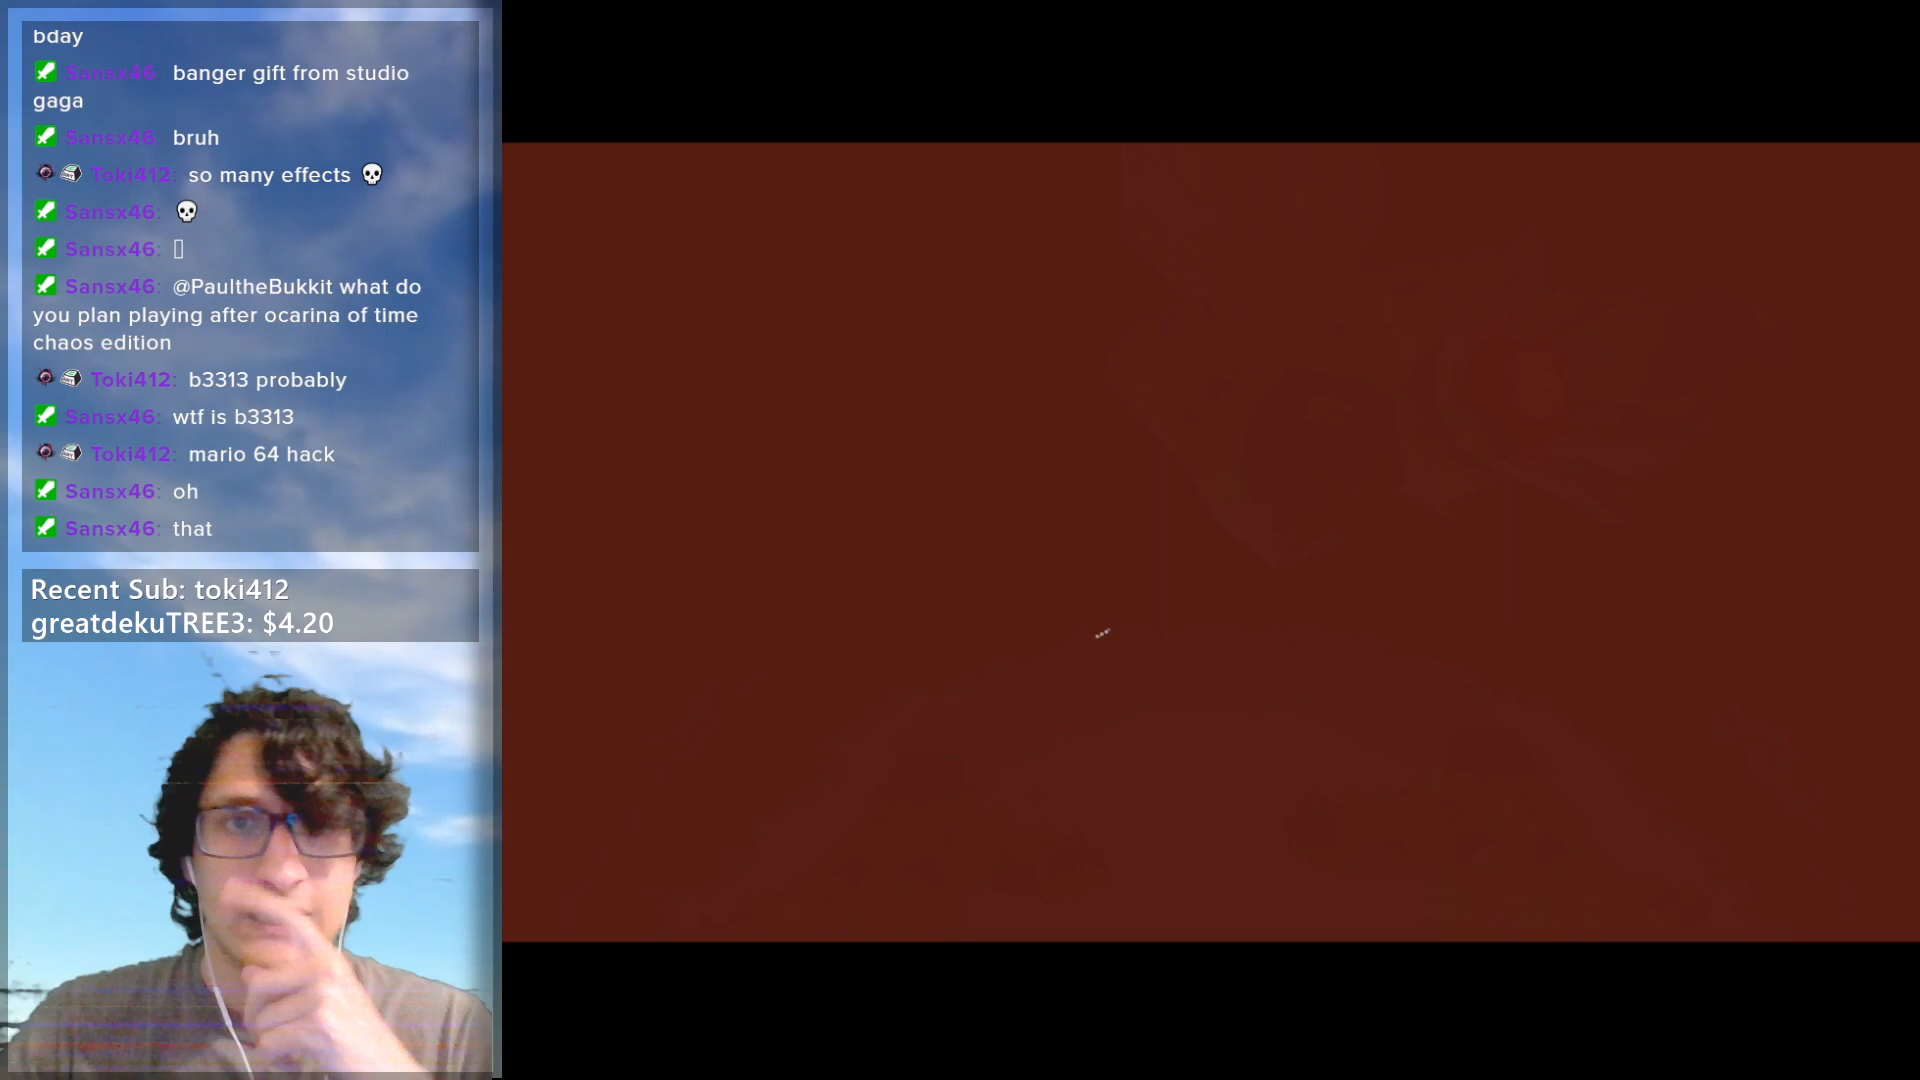 bday
Sansx46: banger gift from studio
gaga
Sansx46: bruh
Toki412: so many effects 💀
Sansx46: 💀
Sansx46: ▯
Sansx46: @PaultheBukkit what do
you plan playing after ocarina of time
chaos edition
Toki412: b3313 probably
Sansx46: wtf is b3313
Toki412: mario 64 hack
Sansx46: oh
Sansx46: that
Recent Sub: toki412
greatdekuTREE3: $4.20